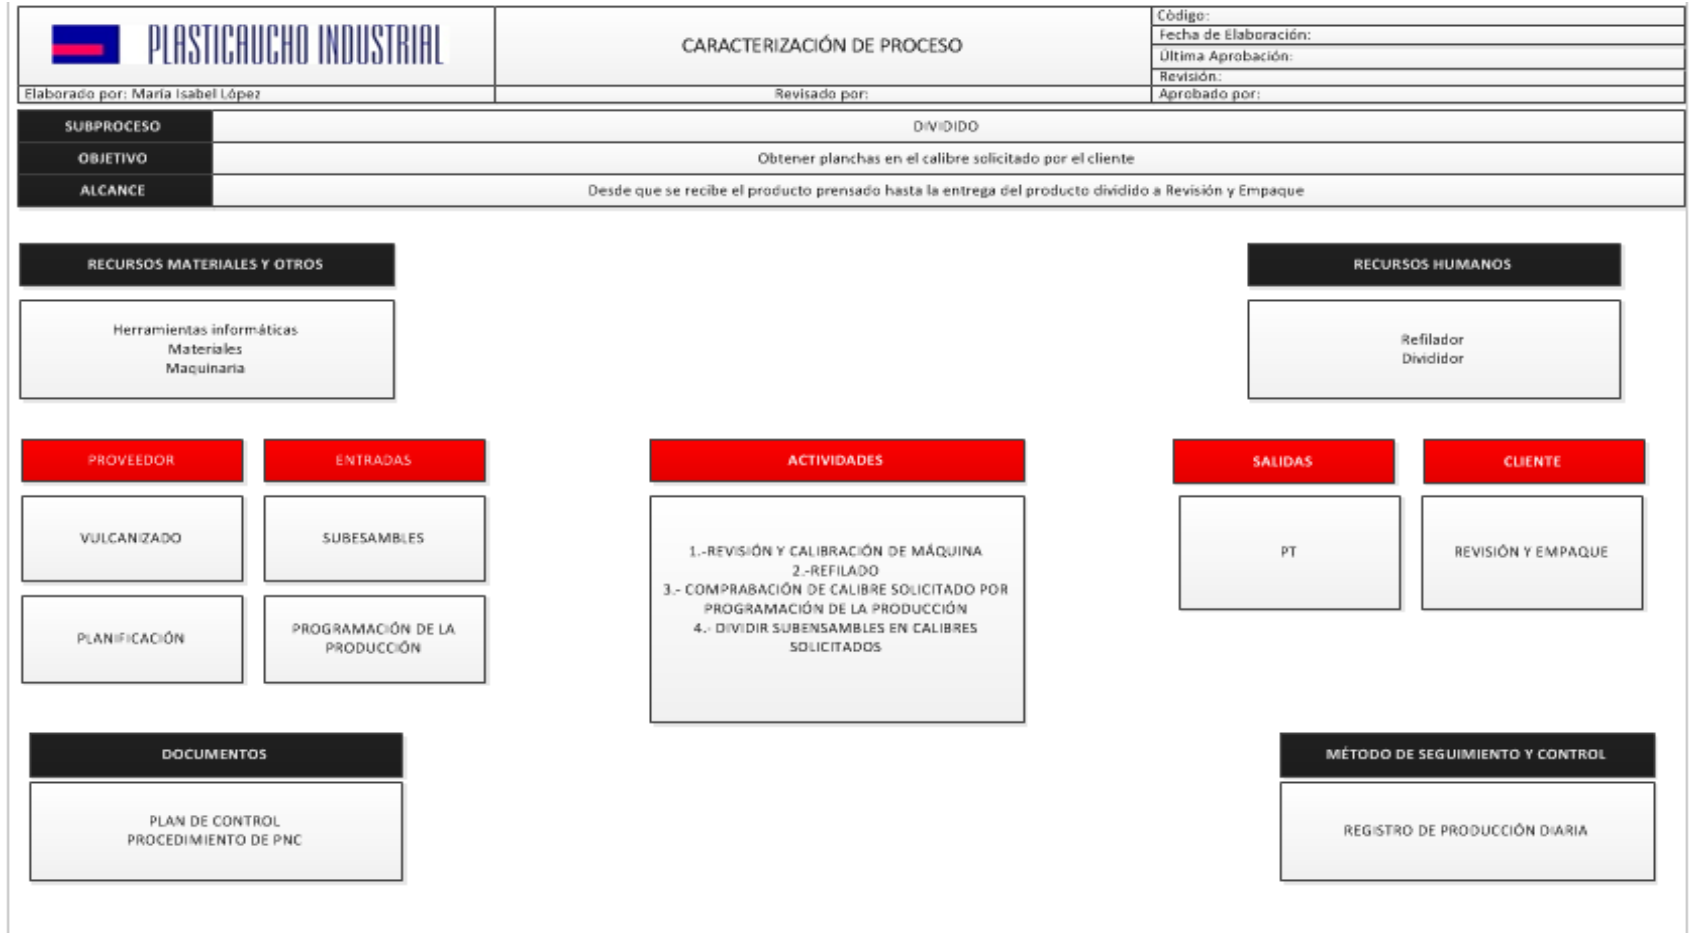 PLASTICAUCHO INDUSTRIAL
CARACTERIZACIÓN DE PROCESO
Código:
Fecha de Elaboración:
Última Aprobación:
Revisión:
Elaborado por: María Isabel López
Revisado por:
Aprobado por:
SUBPROCESO
DIVIDIDO
OBJETIVO
Obtener planchas en el calibre solicitado por el cliente
ALCANCE
Desde que se recibe el producto prensado hasta la entrega del producto dividido a Revisión y Empaque
RECURSOS MATERIALES Y OTROS
Herramientas informáticas
Materiales
Maquinaria
RECURSOS HUMANOS
Refilador
Divididor
PROVEEDOR
ENTRADAS
ACTIVIDADES
SALIDAS
CLIENTE
VULCANIZADO
SUBESAMBLES
PLANIFICACIÓN
PROGRAMACIÓN DE LA
PRODUCCIÓN
1.-REVISIÓN Y CALIBRACIÓN DE MÁQUINA
2.-REFILADO
3.- COMPRABACIÓN DE CALIBRE SOLICITADO POR
PROGRAMACIÓN DE LA PRODUCCIÓN
4.- DIVIDIR SUBENSAMBLES EN CALIBRES
SOLICITADOS
PT
REVISIÓN Y EMPAQUE
DOCUMENTOS
PLAN DE CONTROL
PROCEDIMIENTO DE PNC
MÉTODO DE SEGUIMIENTO Y CONTROL
REGISTRO DE PRODUCCIÓN DIARIA